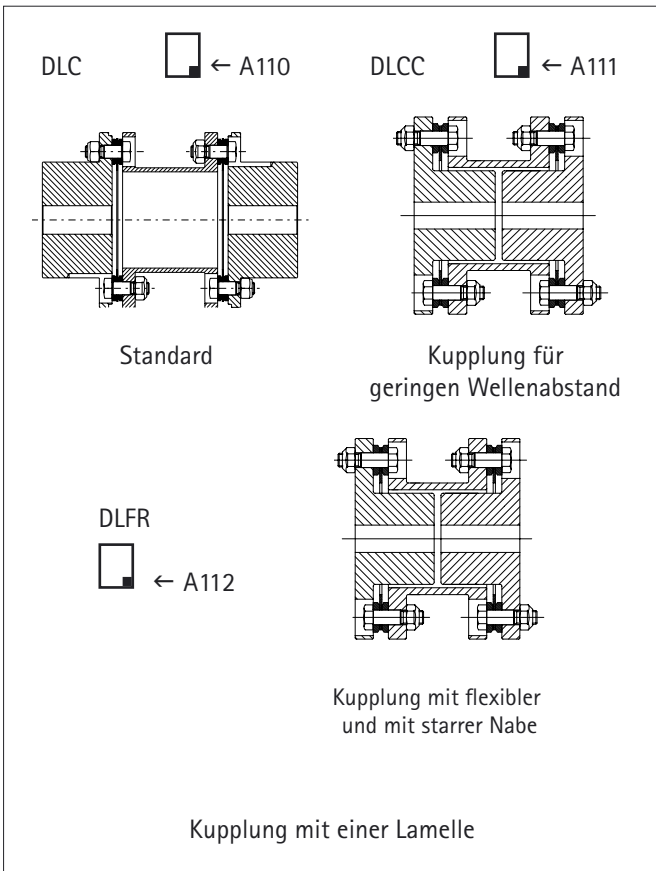 DLC ← A110
DLCC ← A111
Standard
Kupplung für
geringen Wellenabstand
DLFR
← A112
Kupplung mit flexibler
und mit starrer Nabe
Kupplung mit einer Lamelle